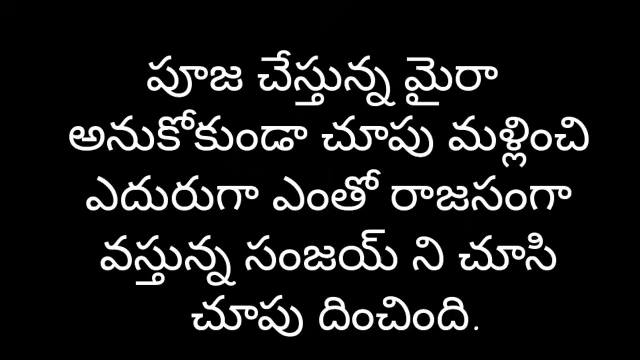 పూజ చేస్తున్న మైరా
అనుకోకుండా చూపు మళ్లించి
ఎదురుగా ఎంతో రాజసంగా
వస్తున్న సంజయ్ ని చూసి
చూపు దించింది.